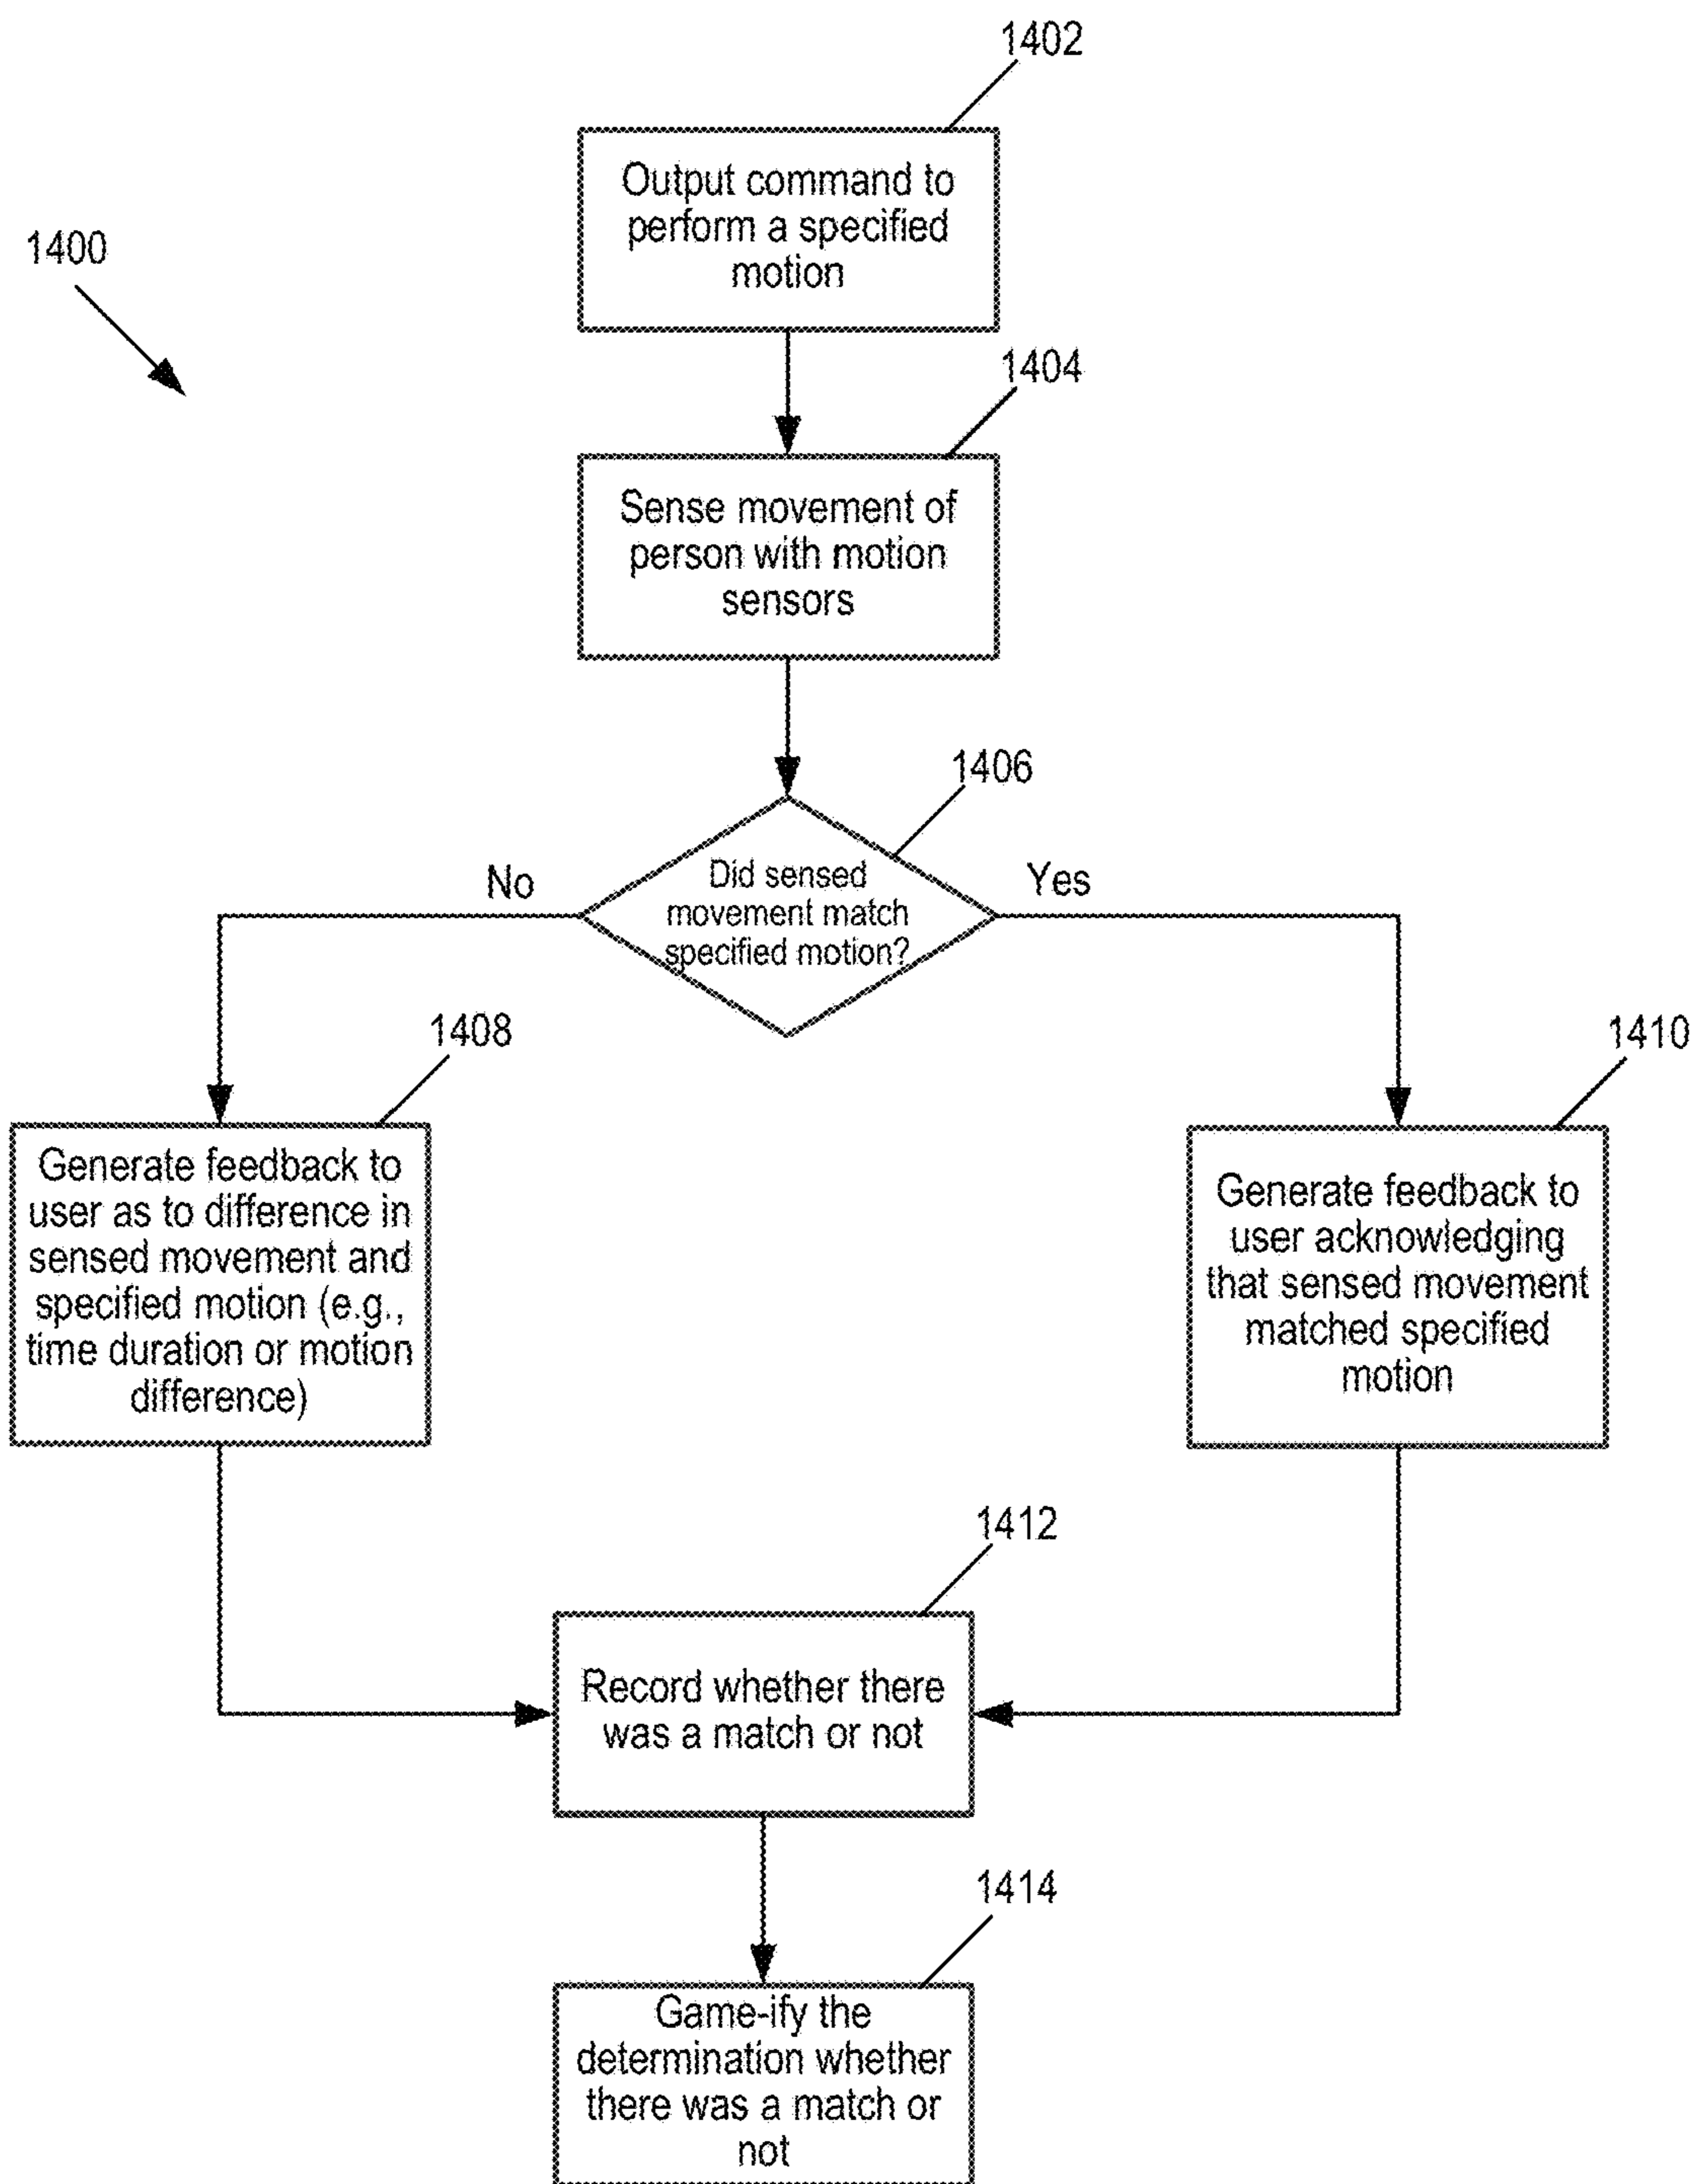 1402
Output command to
perform a specified
motion
1400
1404
Sense movement of
person with motion
sensors
1406
No
Did sensed
movement match
specified motion?
Yes
1408
1410
Generate feedback to
user as to difference in
sensed movement and
specified motion (e.g.,
time duration or motion
difference)
Generate feedback to
user acknowledging
that sensed movement
matched specified
motion
1412
Record whether there
was a match or not
1414
Game-ify the
determination whether
there was a match or
not